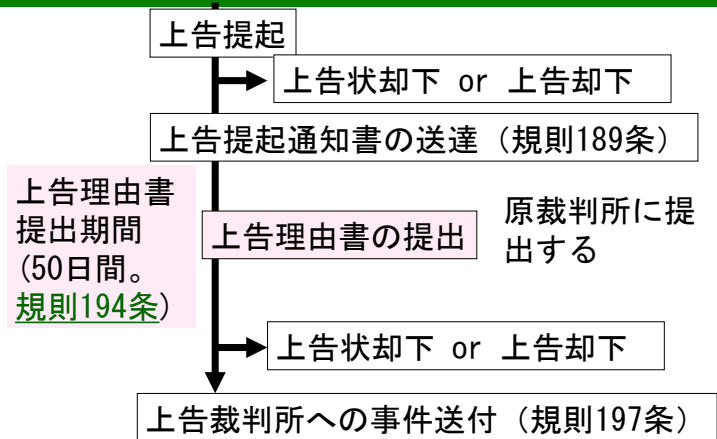 上告提起
上告状却下 or 上告却下
上告提起通知書の送達（規則189条）
上告理由書
提出期間
(50日間。
規則194条)
上告理由書の提出
原裁判所に提
出する
上告状却下 or 上告却下
上告裁判所への事件送付（規則197条）